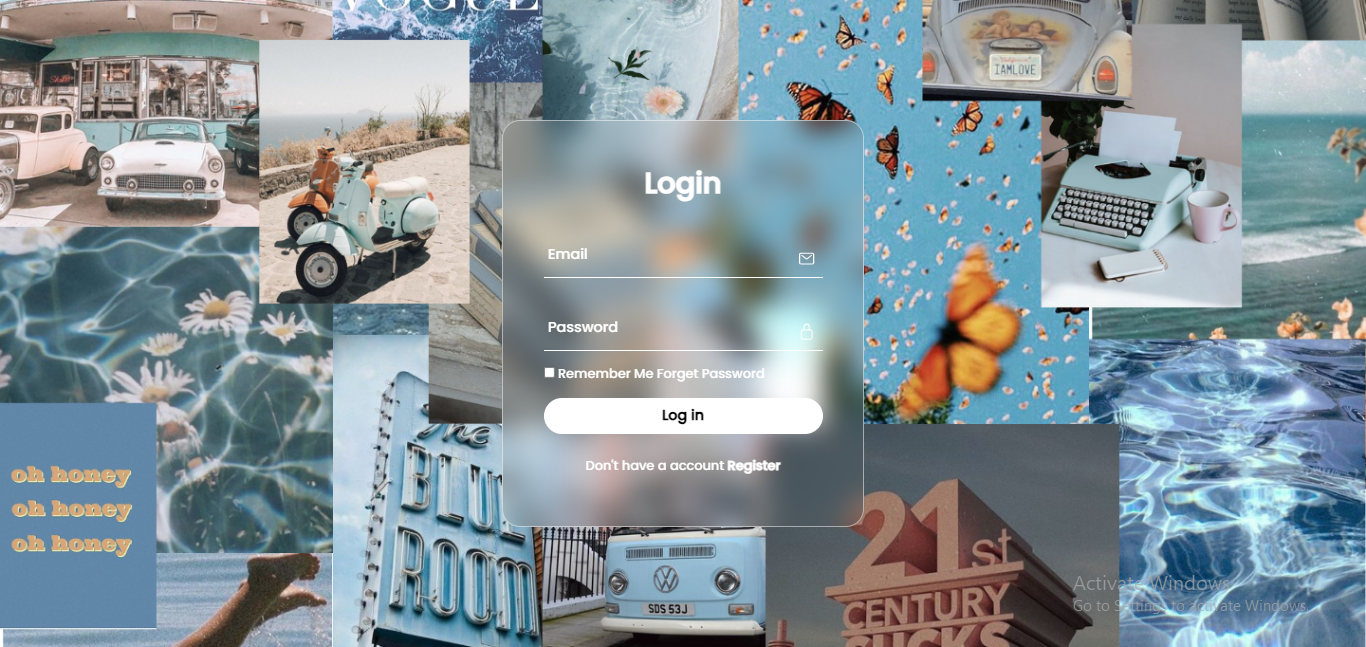 VOGUE
IAMLOVE
Login
Email
Password
Remember Me Forget Password
Log in
Don't have a account Register
oh honey
oh honey
oh honey
The
BLU
ROOM
SDS 53J
21st
CENTURY
SUCKS
Activate Windows
Go to Settings to activate Windows.